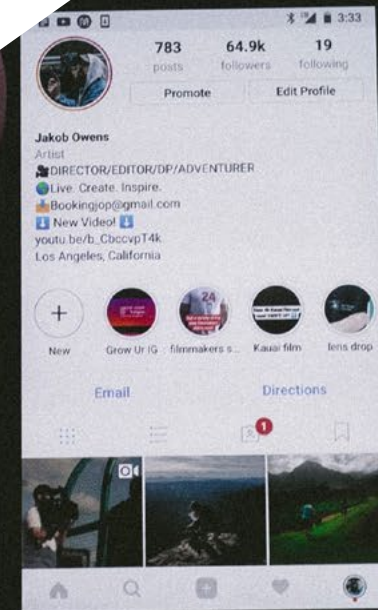 3:33
783 64.9k 19
posts followers following
Promote Edit Profile
Jakob Owens
Artist
🎥DIRECTOR/EDITOR/DP/ADVENTURER
🌎Live. Create. Inspire.
📩Bookingjop@gmail.com
⬇️ New Video! ⬇️
youtu.be/b_CbccvpT4k
Los Angeles, California
24
New Grow Ur IG filmmakers s... Kauai film lens drop
Email Directions
1